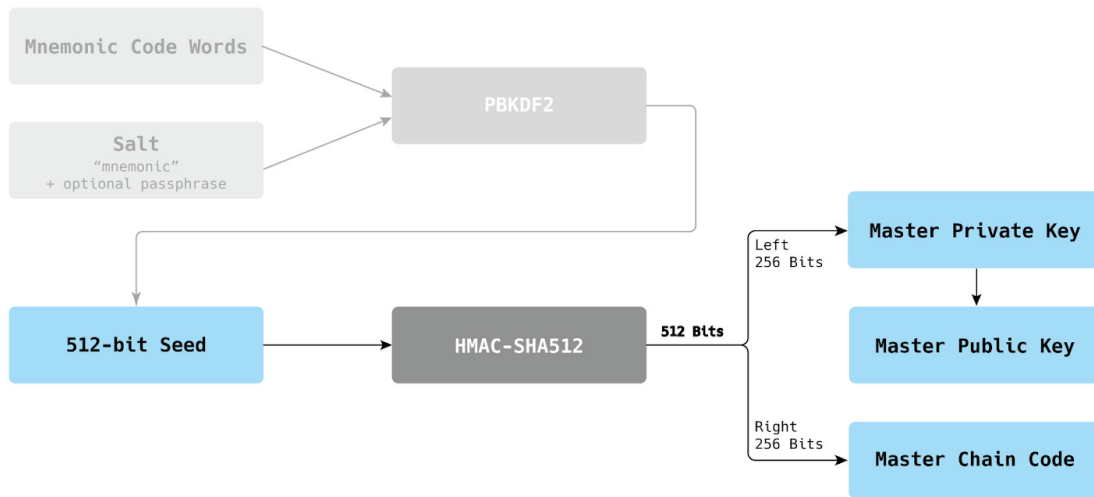 Mnemonic Code Words
PBKDF2
Salt
“mnemonic”
+ optional passphrase
Master Private Key
Left
256 Bits
512-bit Seed
HMAC-SHA512
512 Bits
Master Public Key
Right
256 Bits
Master Chain Code